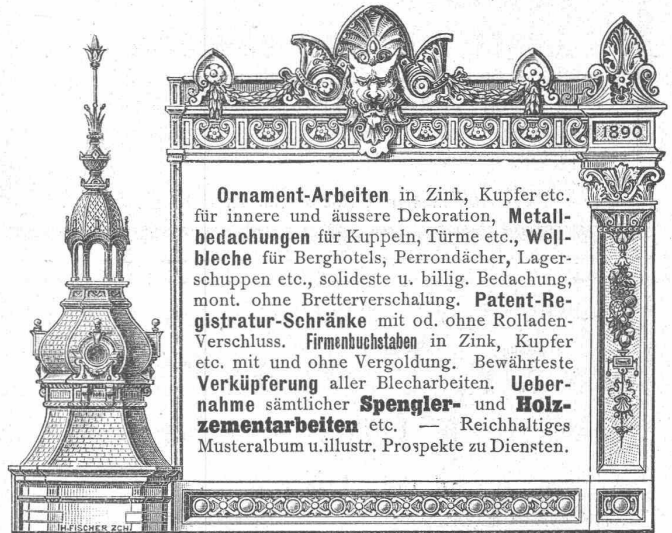 1890
Ornament-Arbeiten in Zink, Kupfer etc.
für innere und äussere Dekoration, Metall-
bedachungen für Kuppeln, Türme etc., Well-
bleche für Berghotels, Perrondächer, Lager-
schuppen etc., solideste u. billig. Bedachung,
mont. ohne Bretterverschalung. Patent-Re-
gistratur-Schränke mit od. ohne Rolladen-
Verschluss. Firmenbuchstaben in Zink, Kupfer
etc. mit und ohne Vergoldung. Bewährteste
Verküpferung aller Blecharbeiten. Ueber-
nahme sämtlicher Spengler- und Holz-
zementarbeiten etc. — Reichhaltiges
Musteralbum u. illustr. Prospekte zu Diensten.
H. FISCHER ZCH.